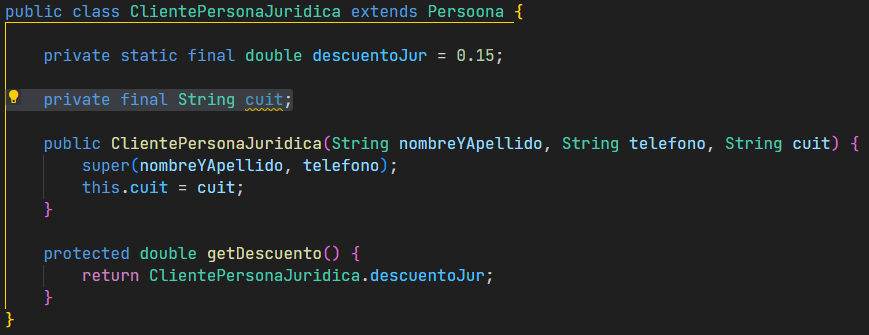 public class ClientePersonaJuridica extends Persoona {
private static final double descuentoJur = 0.15;
private final String cuit;
public ClientePersonaJuridica(String nombreYApellido, String telefono, String cuit) {
super(nombreYApellido, telefono);
this.cuit = cuit;
}
protected double getDescuento() {
return ClientePersonaJuridica.descuentoJur;
}
}